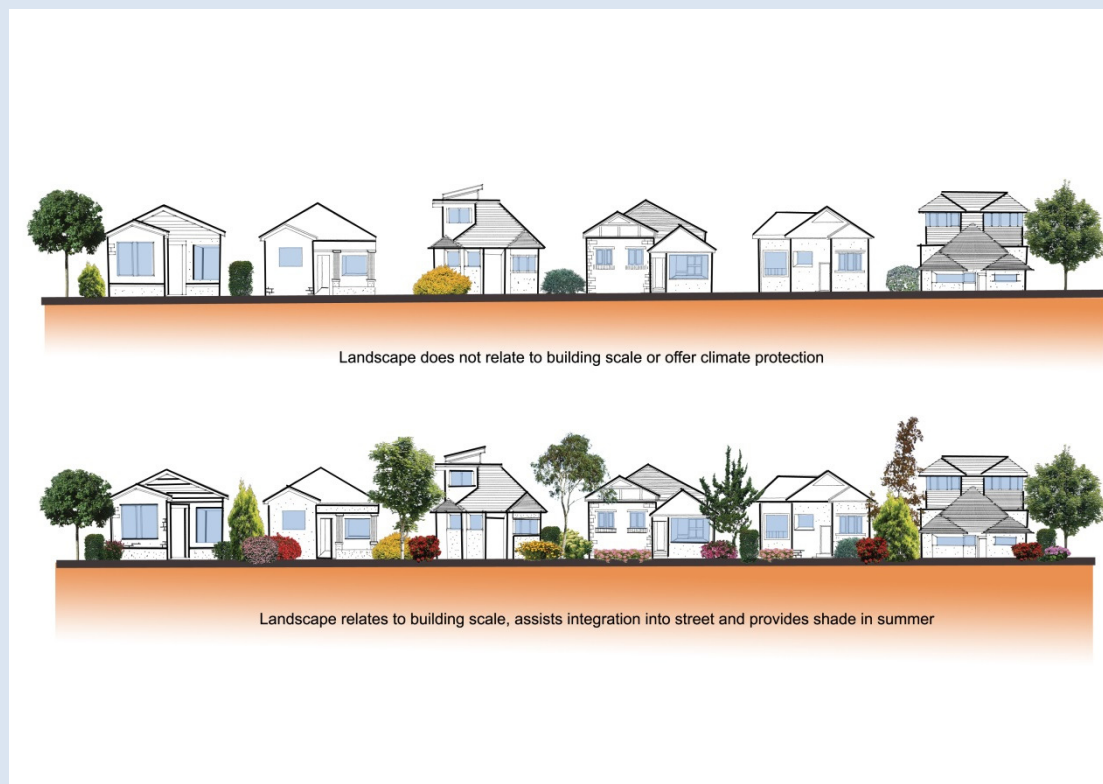 Landscape does not relate to building scale or offer climate protection
Landscape relates to building scale, assists integration into street and provides shade in summer